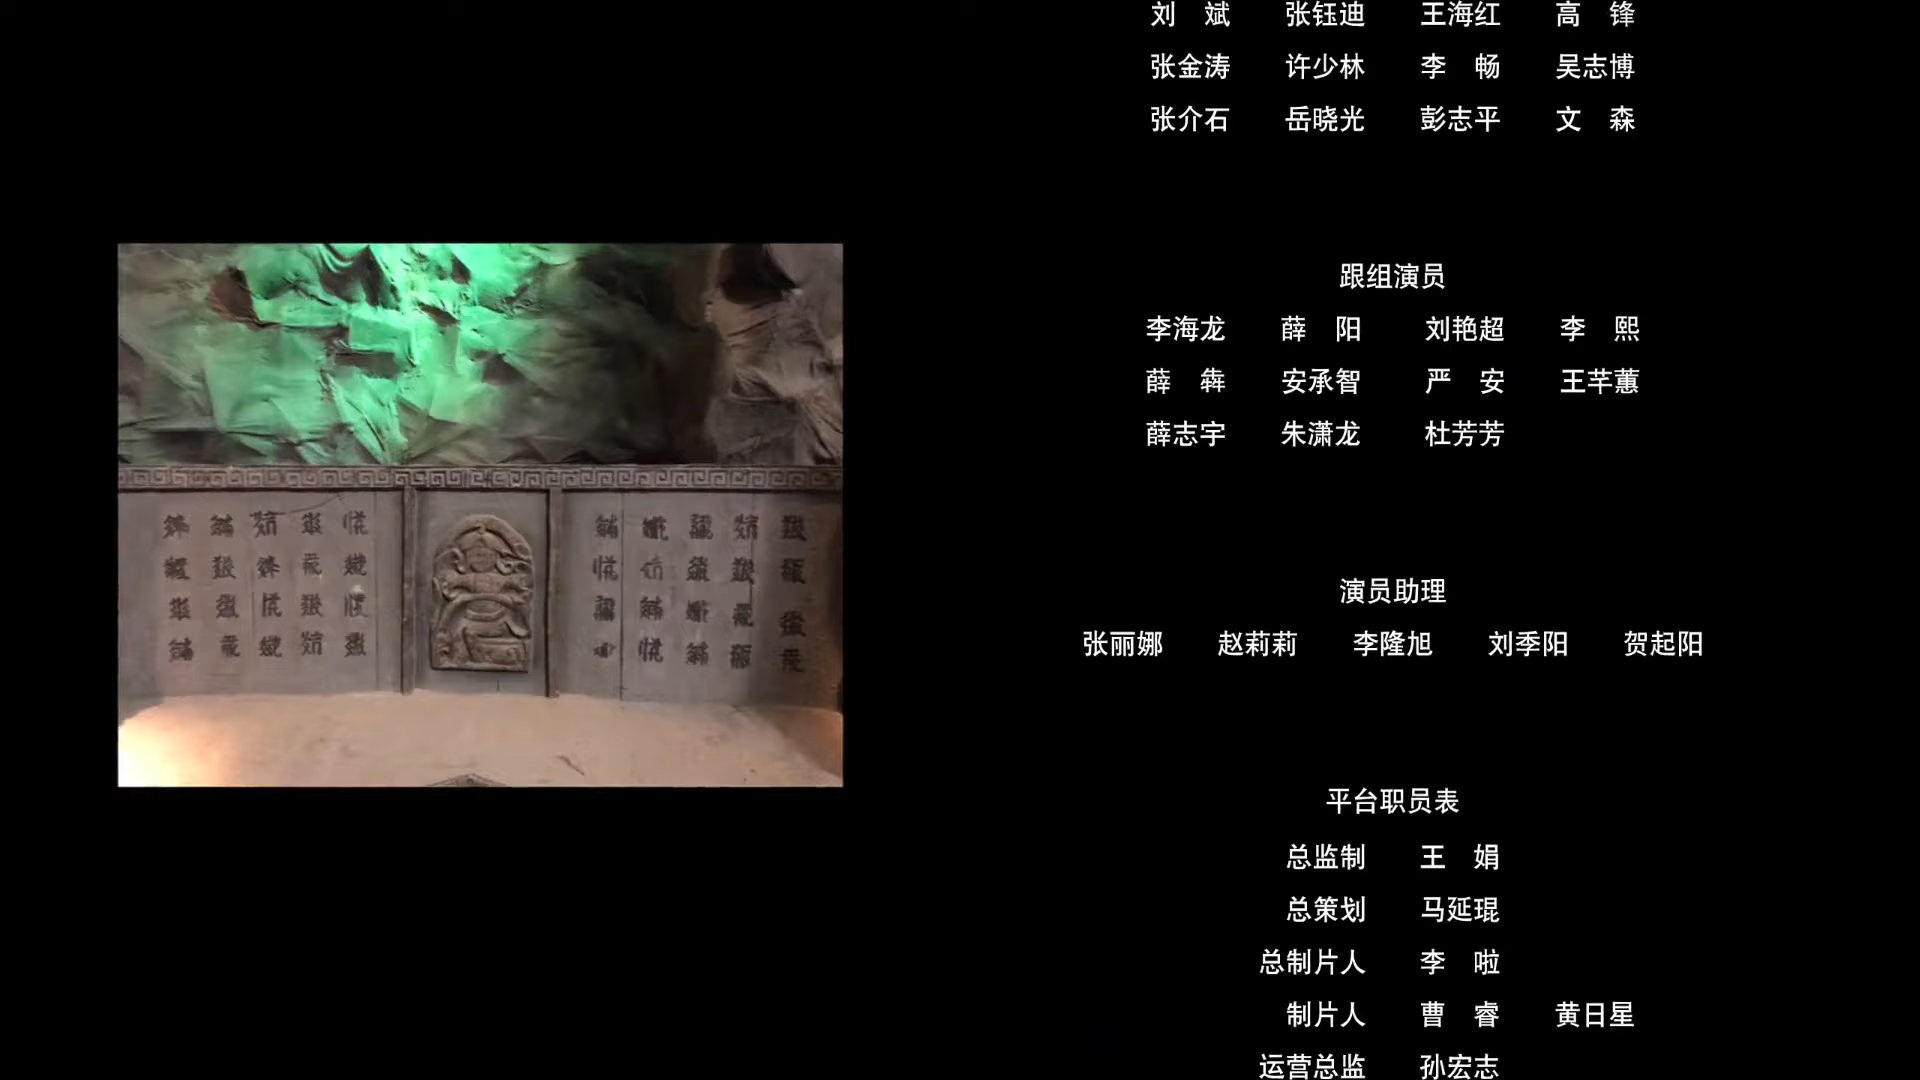 刘　斌　张钰迪　王海红　高　锋
张金涛　许少林　李　畅　吴志博
张介石　岳晓光　彭志平　文　森
跟组演员
李海龙　薛　阳　刘艳超　李　熙
薛　犇　安承智　严　安　王芊蕙
薛志宇　朱潇龙　杜芳芳
演员助理
张丽娜　赵莉莉　李隆旭　刘季阳　贺起阳
平台职员表
总监制　王　娟
总策划　马延琨
总制片人　李　啦
制片人　曹　睿　黄日星
运营总监　孙宏志